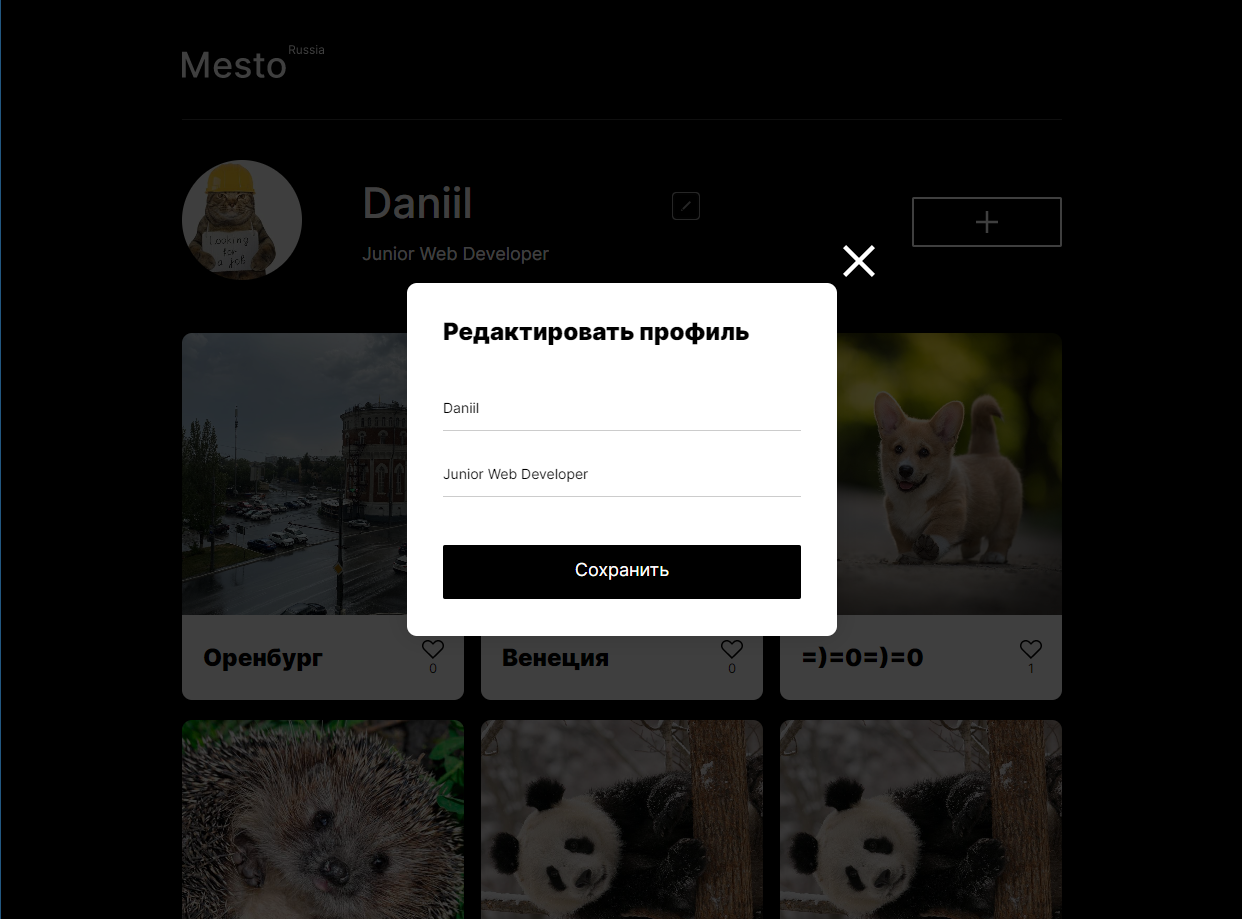 Mesto Russia
Daniil
Junior Web Developer
Looking
for
a job
Редактировать профиль
Daniil
Junior Web Developer
Сохранить
Оренбург
0
Венеция
0
=)=0=)=0
1